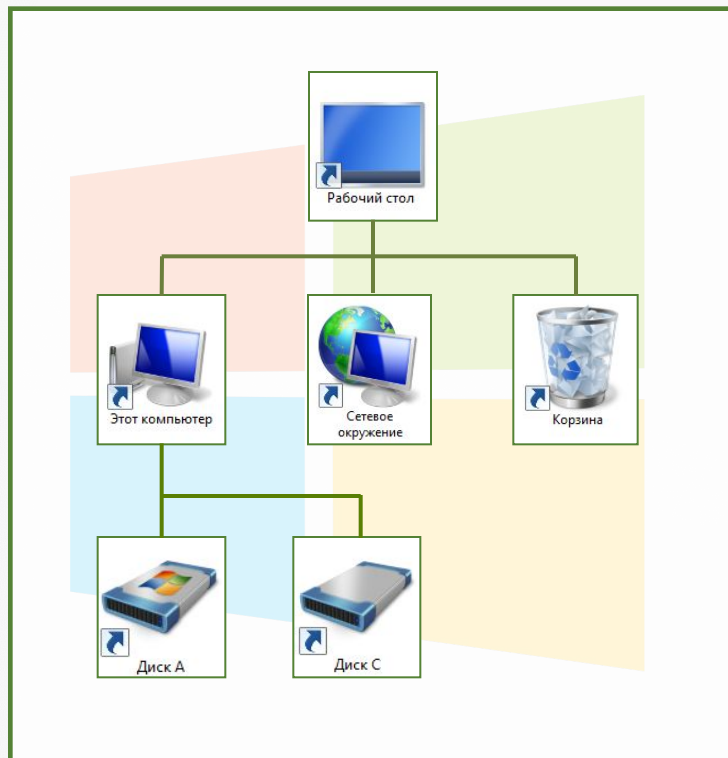 Рабочий стол
Этот компьютер
Сетевое
окружение
Корзина
Диск А
Диск С